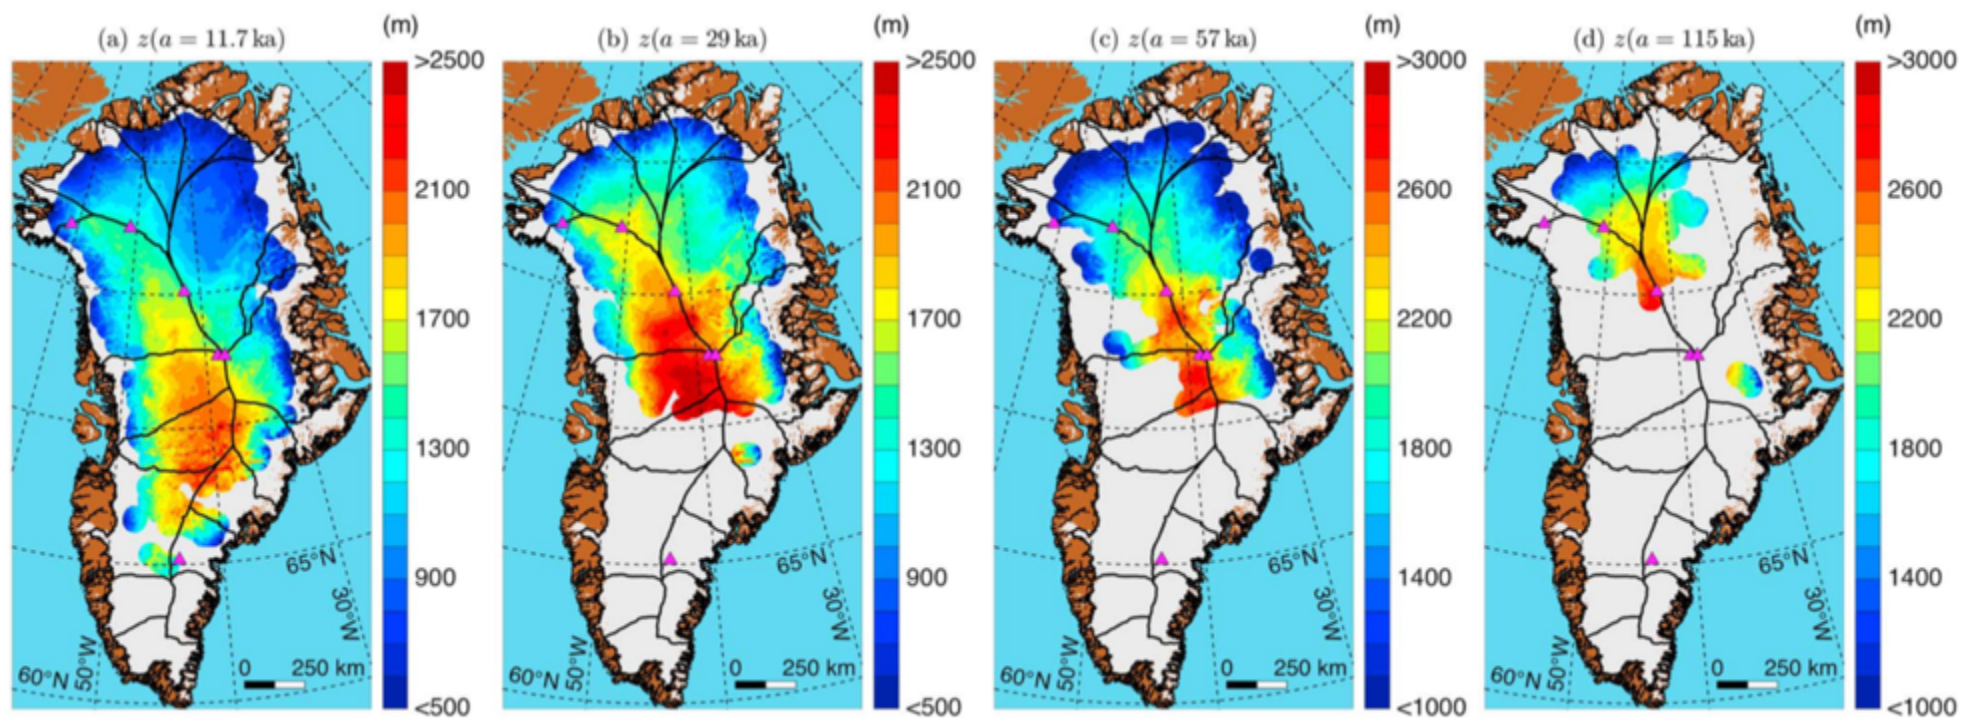 (a) z(a = 11.7 ka)
(m)
>2500
2100
1700
1300
900
<500
65°N
30°W
60°N
50°W
0 250 km
(b) z(a = 29 ka)
(m)
>2500
2100
1700
1300
900
<500
65°N
30°W
60°N
50°W
0 250 km
(c) z(a = 57 ka)
(m)
>3000
2600
2200
1800
1400
<1000
65°N
30°W
60°N
50°W
0 250 km
(d) z(a = 115 ka)
(m)
>3000
2600
2200
1800
1400
<1000
65°N
30°W
60°N
50°W
0 250 km